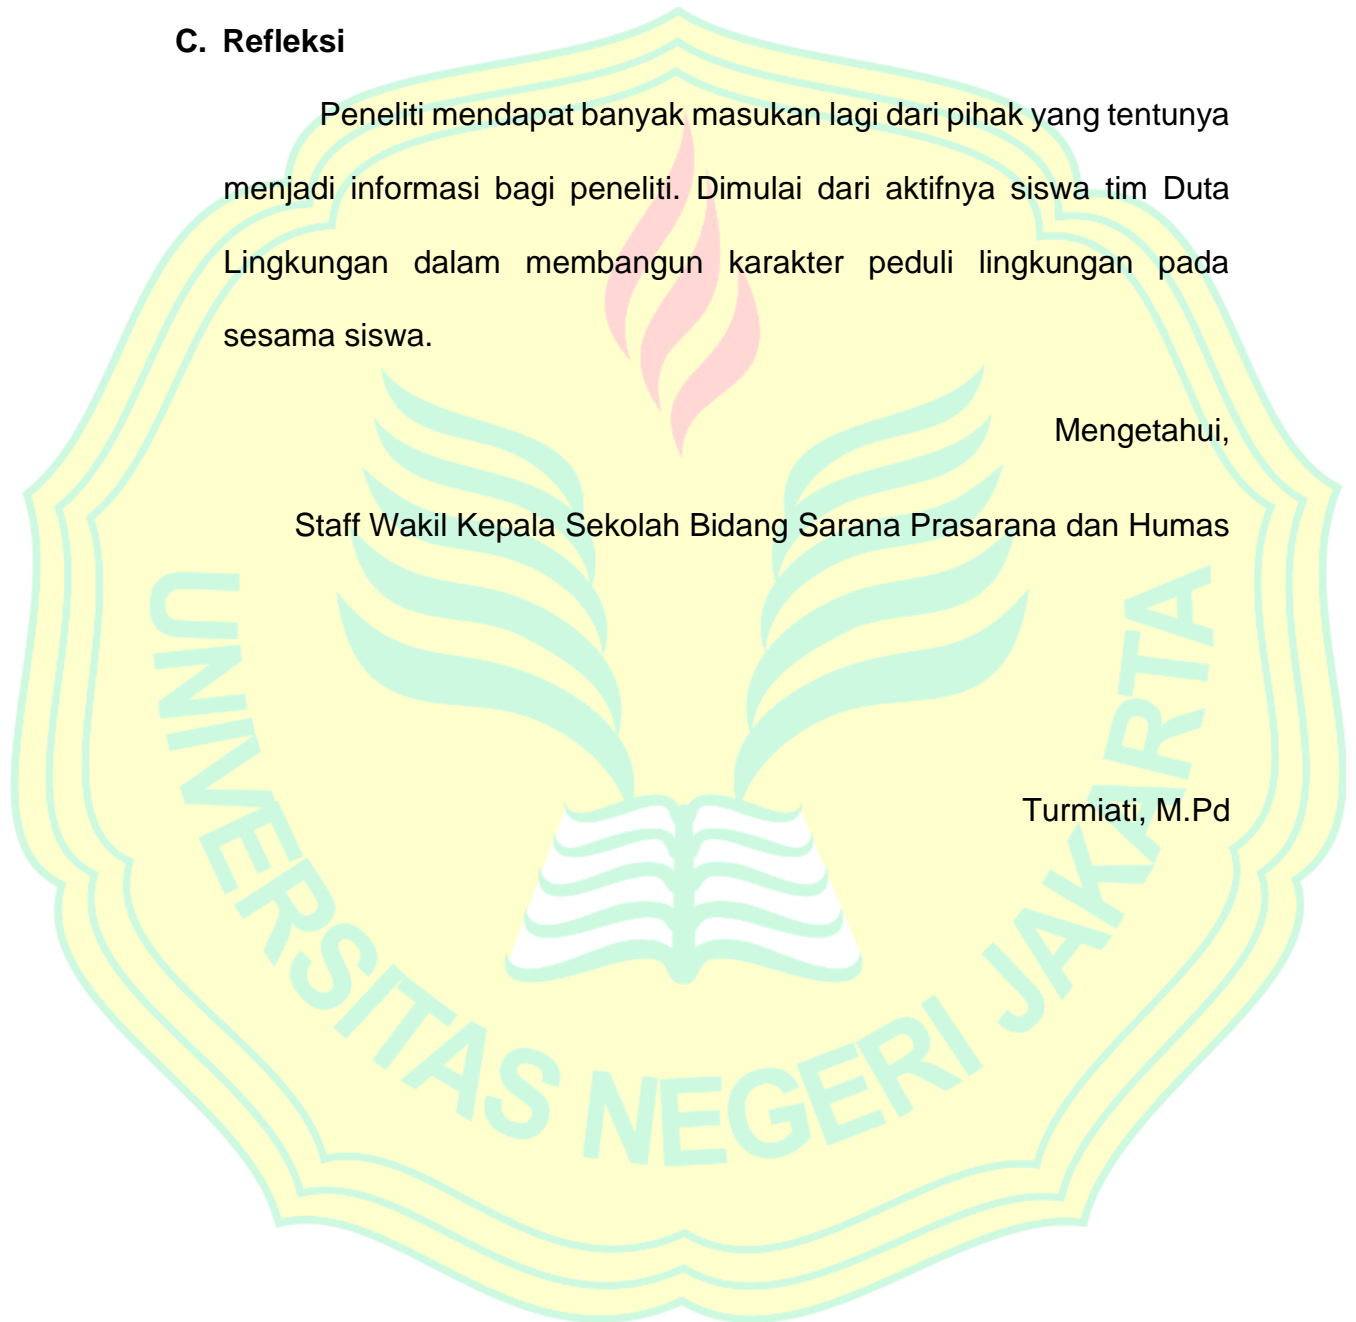 C. Refleksi
Peneliti mendapat banyak masukan lagi dari pihak yang tentunya
menjadi informasi bagi peneliti. Dimulai dari aktifnya siswa tim Duta
Lingkungan dalam membangun karakter peduli lingkungan pada
sesama siswa.
Mengetahui,
Staff Wakil Kepala Sekolah Bidang Sarana Prasarana dan Humas
Turmiati, M.Pd
UNIVERSITAS NEGERI JAKARTA